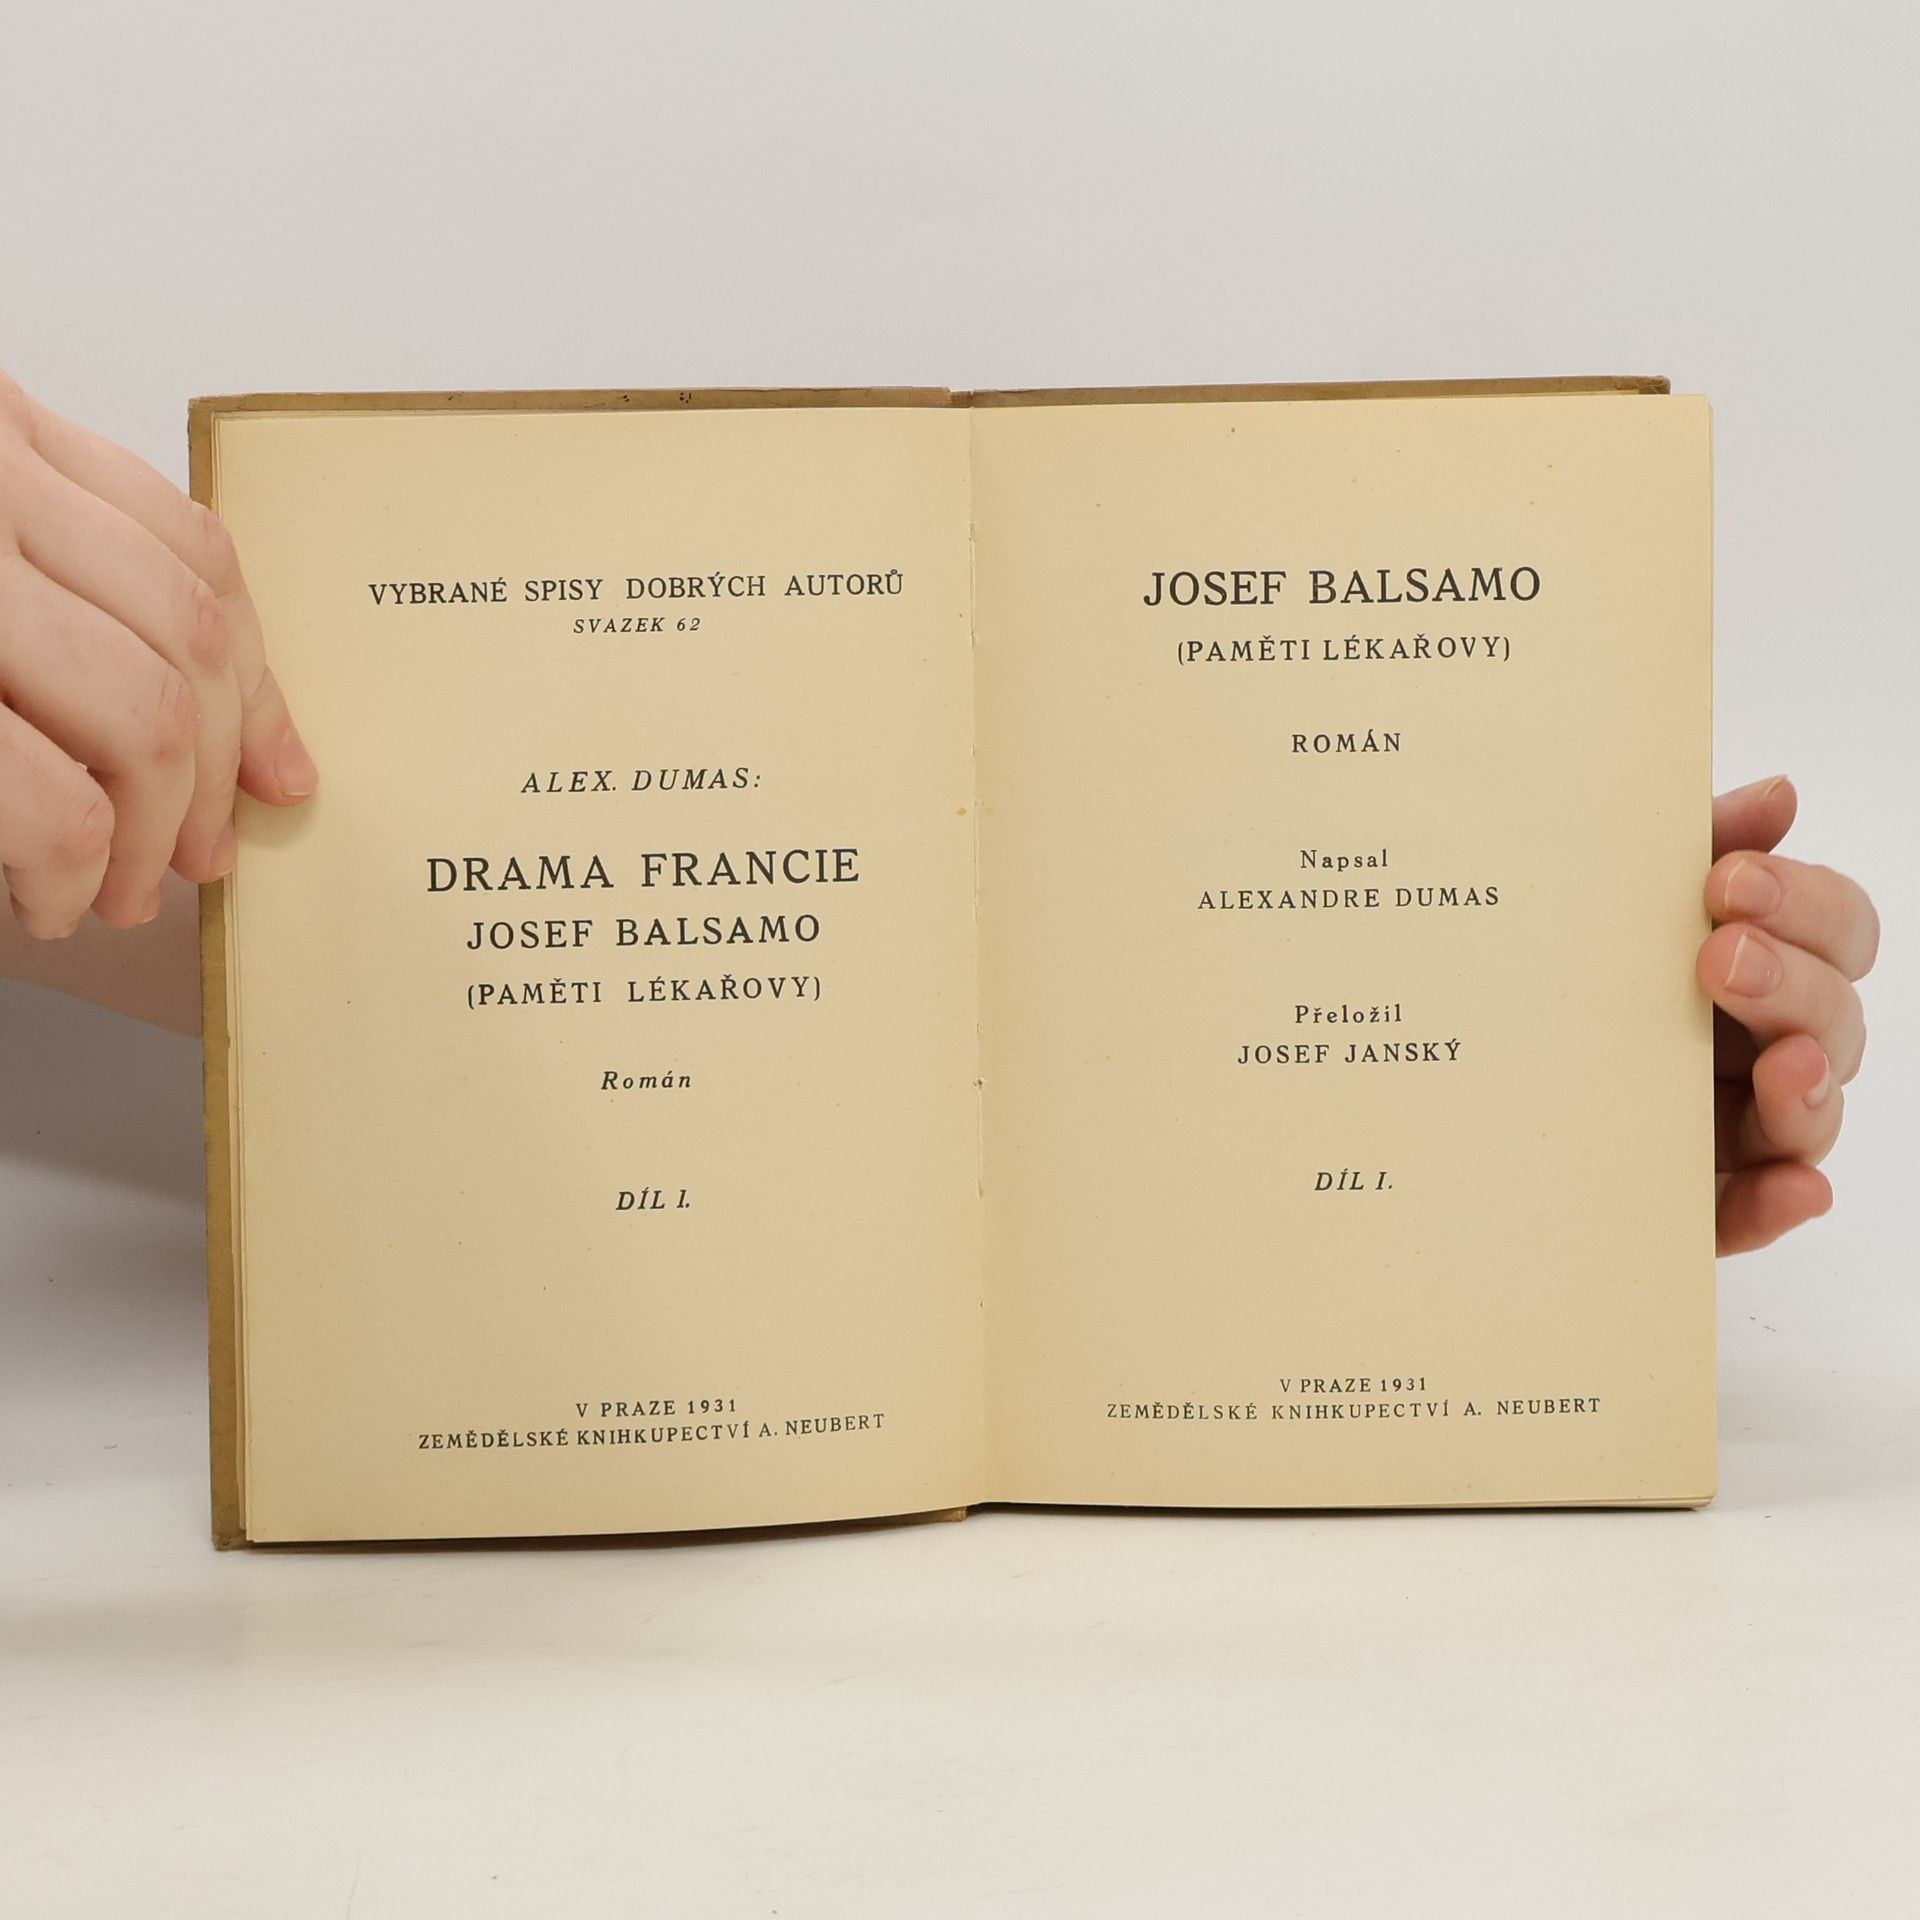 VYBRANÉ SPISY DOBRÝCH AUTORŮ
SVAZEK 62
ALEX. DUMAS:
DRAMA FRANCIE
JOSEF BALSAMO
(PAMĚTI LÉKAŘOVY)
Román
DÍL I.
V PRAZE 1931
ZEMĚDĚLSKÉ KNIHKUPECTVÍ A. NEUBERT
JOSEF BALSAMO
(PAMĚTI LÉKAŘOVY)
ROMÁN
Napsal
ALEXANDRE DUMAS
Přeložil
JOSEF JANSKÝ
DÍL I.
V PRAZE 1931
ZEMĚDĚLSKÉ KNIHKUPECTVÍ A. NEUBERT